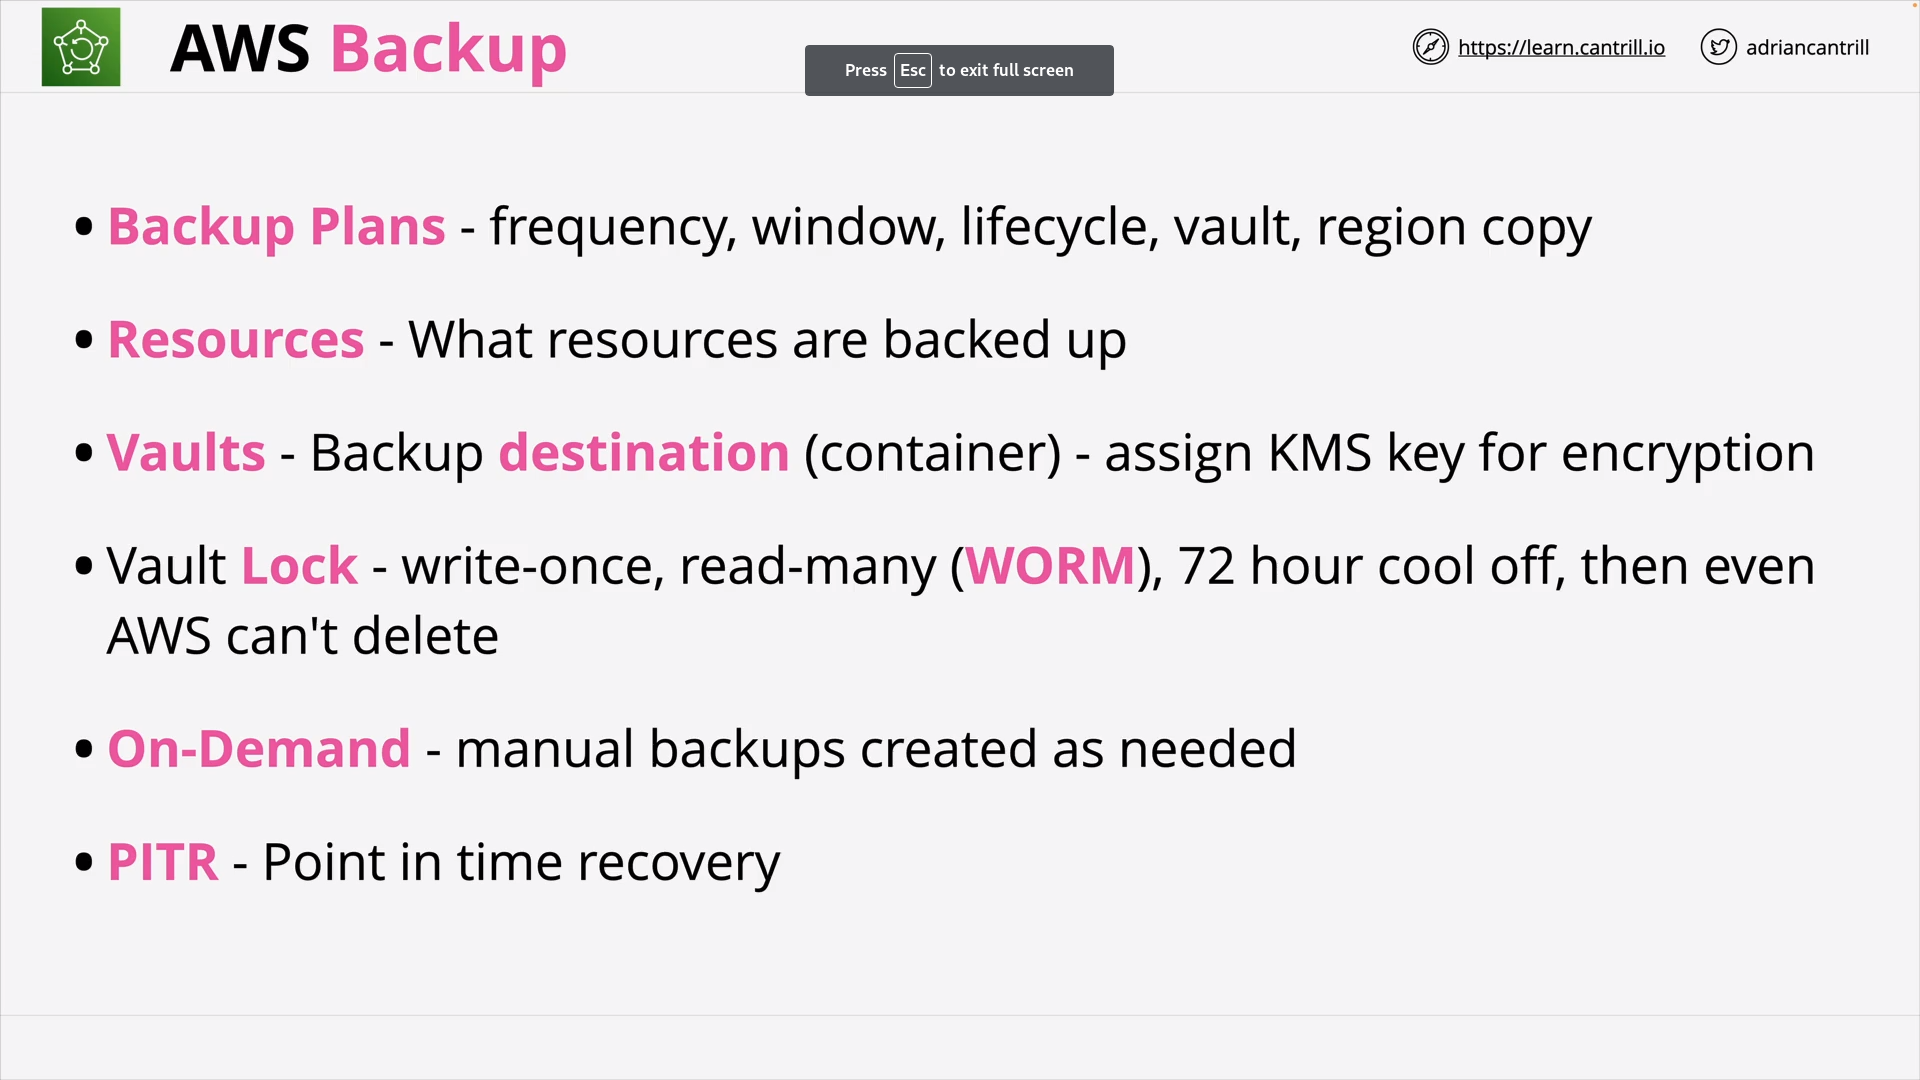 AWS Backup
Press Esc to exit full screen
https://learn.cantrill.io
adriancantrill
• Backup Plans - frequency, window, lifecycle, vault, region copy
• Resources - What resources are backed up
• Vaults - Backup destination (container) - assign KMS key for encryption
• Vault Lock - write-once, read-many (WORM), 72 hour cool off, then even
AWS can't delete
• On-Demand - manual backups created as needed
• PITR - Point in time recovery